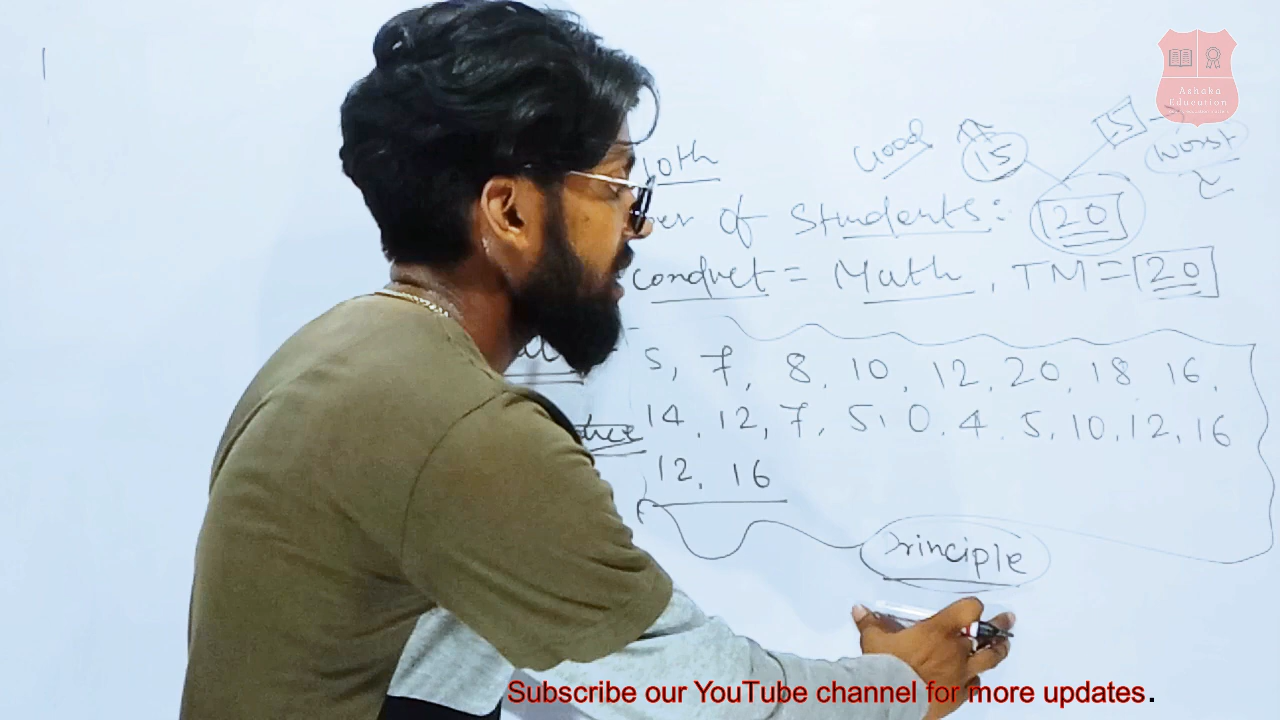 Ashoka
Education
10th Good 15 5 → Worst
of Students: 20
Conduct = Math, TM = 20
5, 7, 8, 10, 12, 20, 18 16,
14, 12, 7, 5, 0, 4, 5, 10, 12, 16
12, 16
Principle
Subscribe our YouTube channel for more updates.